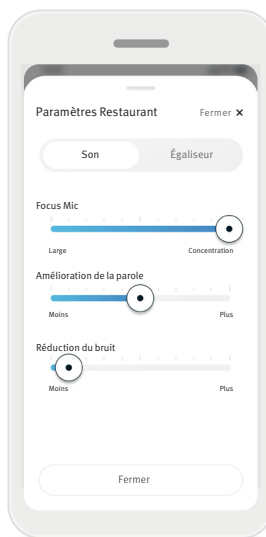 Paramètres Restaurant Fermer ×
Son Égaliseur
Focus Mic
Large Concentration
Amélioration de la parole
Moins Plus
Réduction du bruit
Moins Plus
Fermer